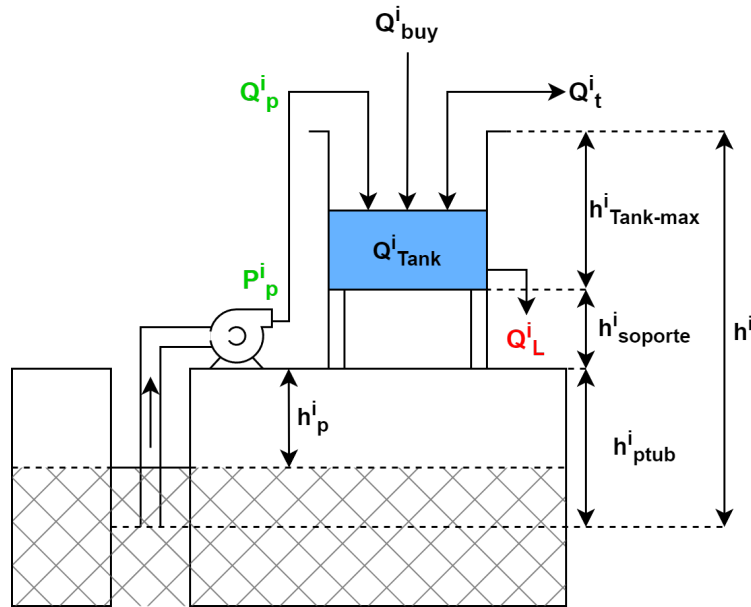 Q^i_buy
Q^i_p
Q^i_t
h^i_Tank-max
Q^i_Tank
P^i_p
h^i_soporte
h^i
Q^i_L
h^i_p
h^i_ptub